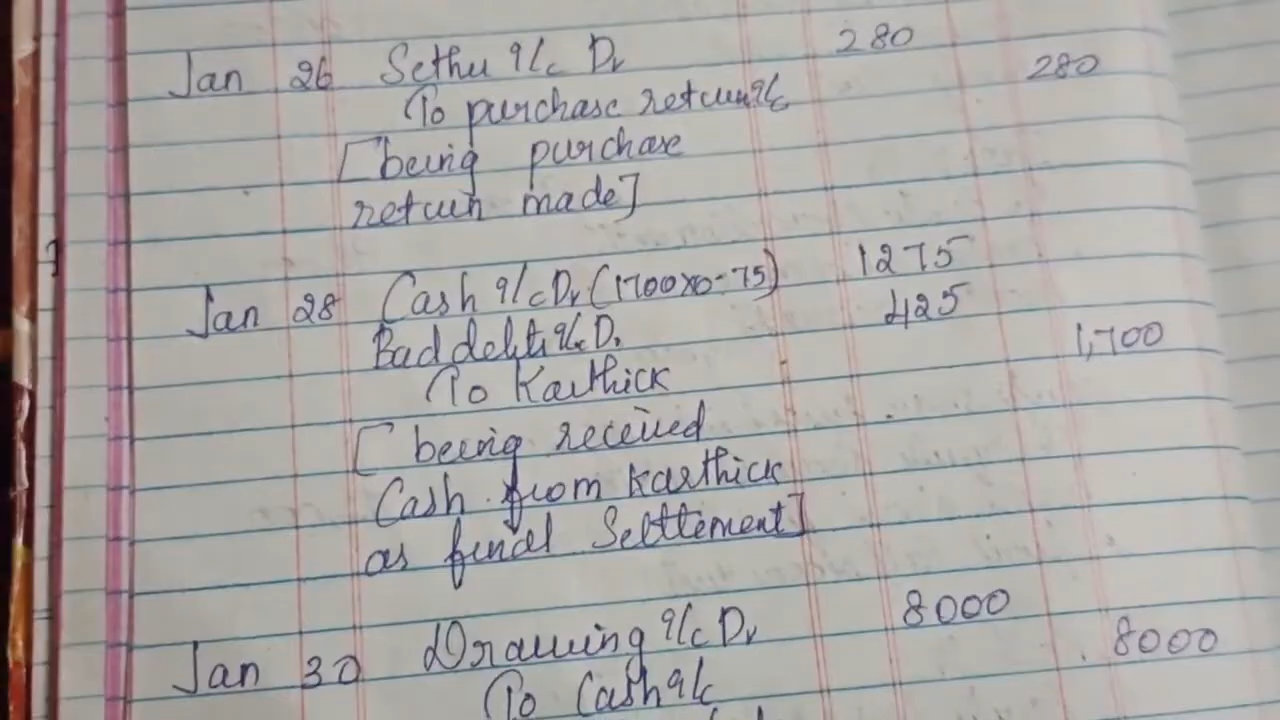 Jan 26 Sethu a/c Dr 280
To purchase return a/c 280
[being purchase
return made]
Jan 28 Cash a/c Dr (1700x0-75) 1275
Bad debts a/c D. 425
To Karthick 1,700
[being received
Cash from Karthick
as final Settlement]
Jan 30 Drawing a/c Dr 8000
To Cash a/c 8000